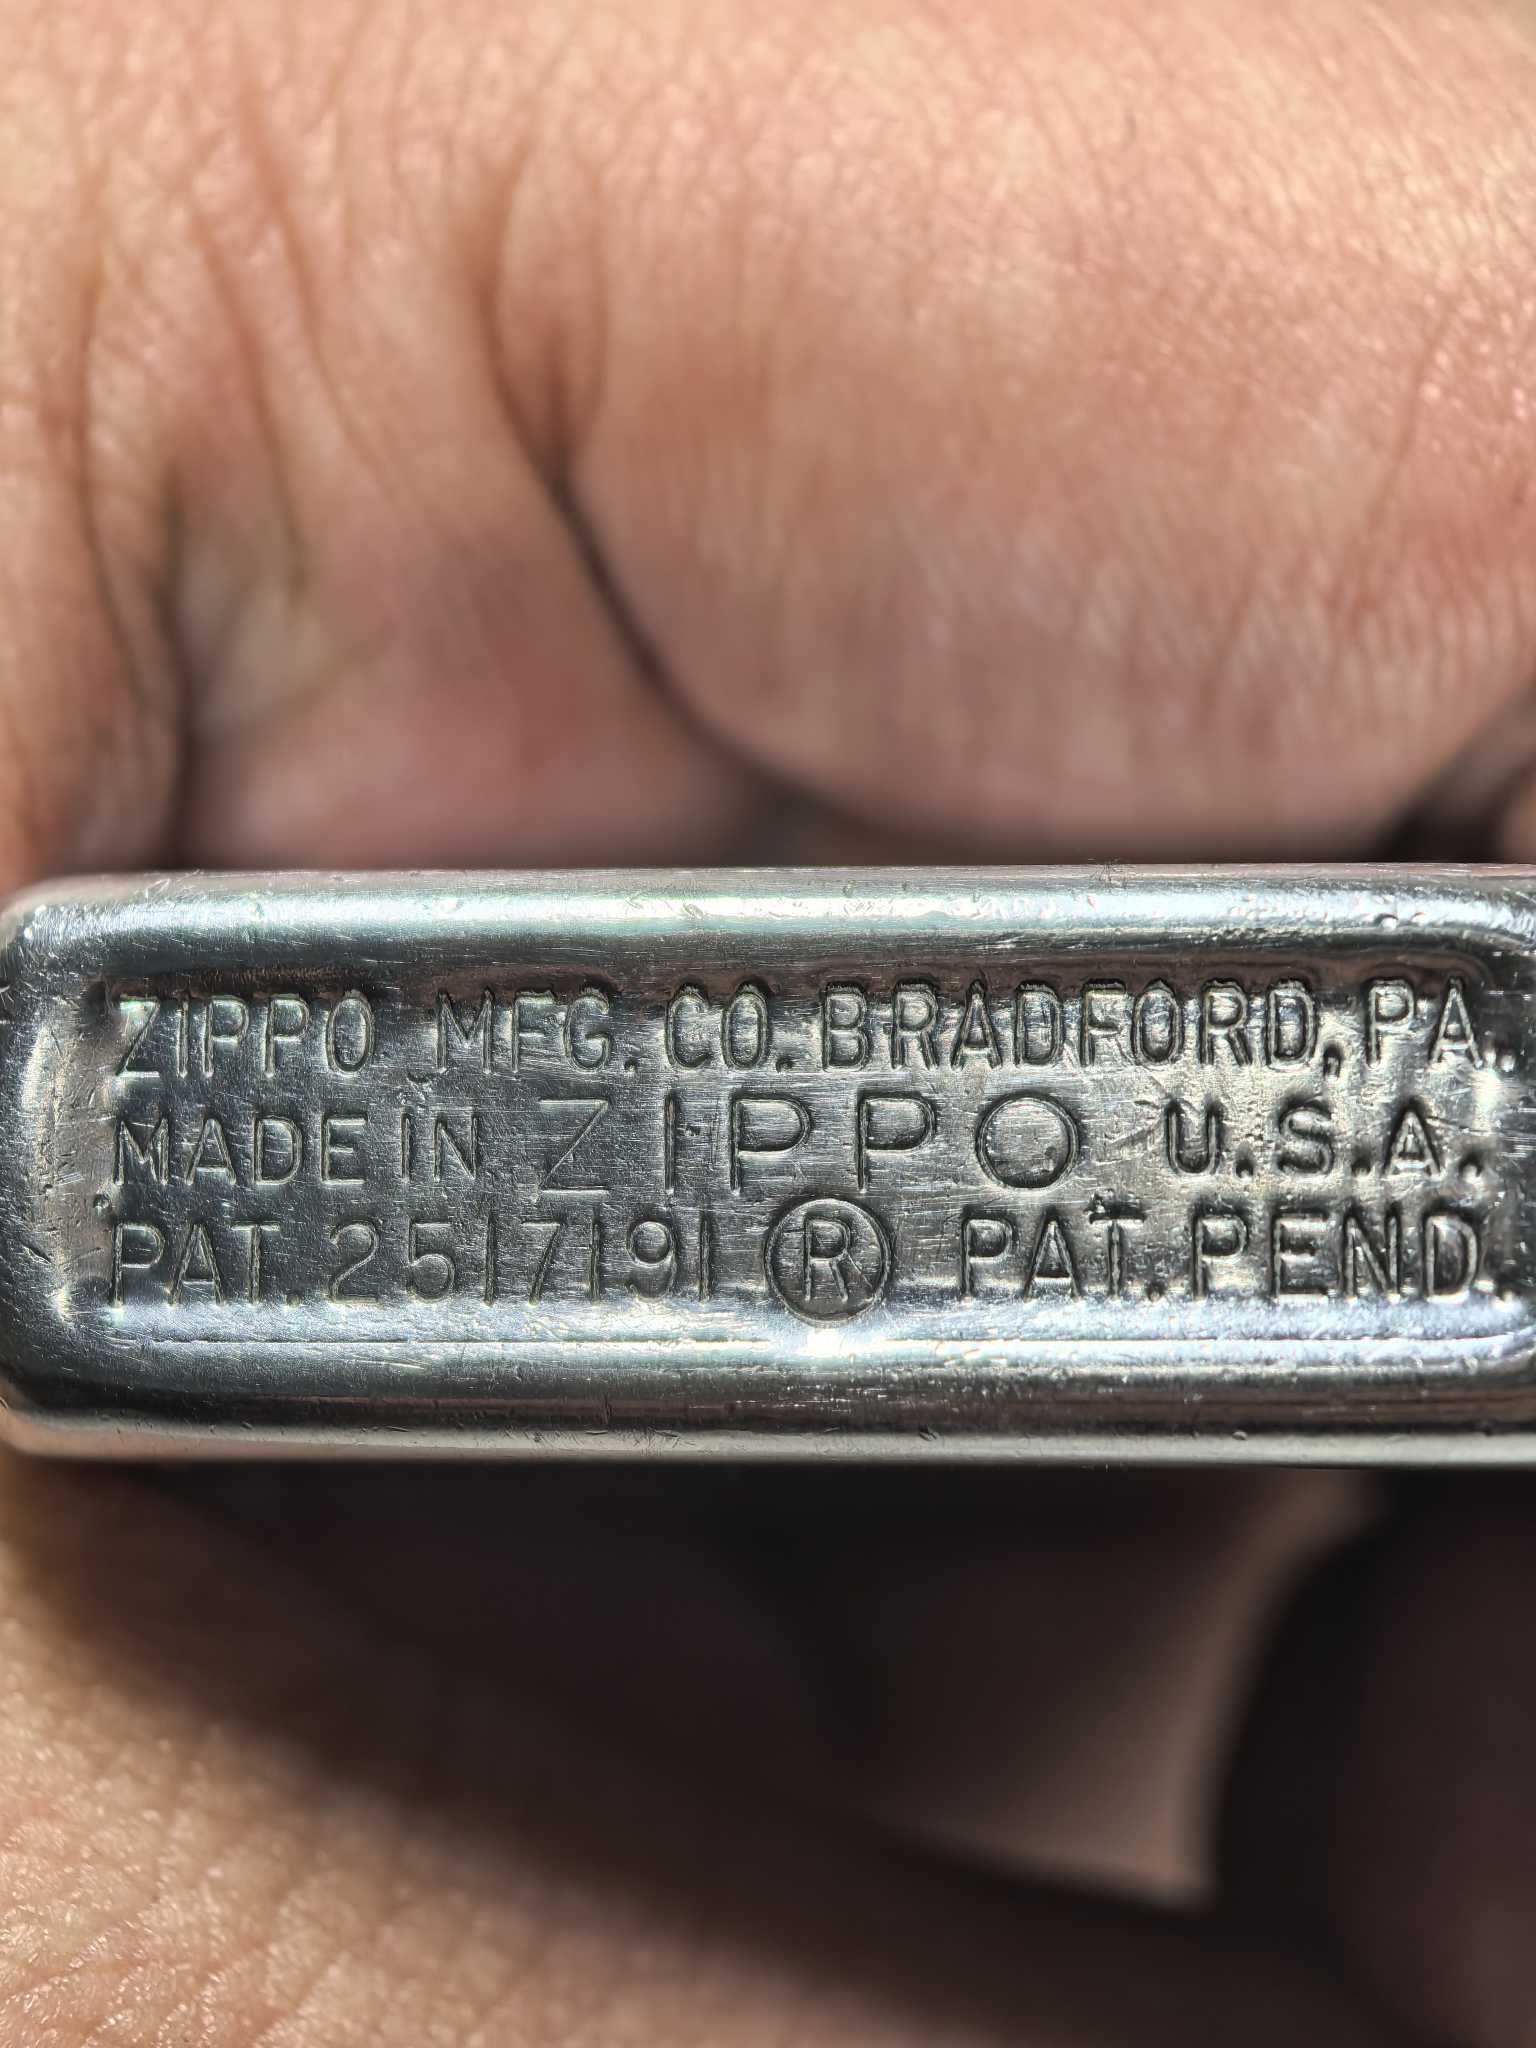 ZIPPO MFG. CO. BRADFORD, PA.
MADE IN ZIPPO U.S.A.
PAT. 2517191 ® PAT. PEND.